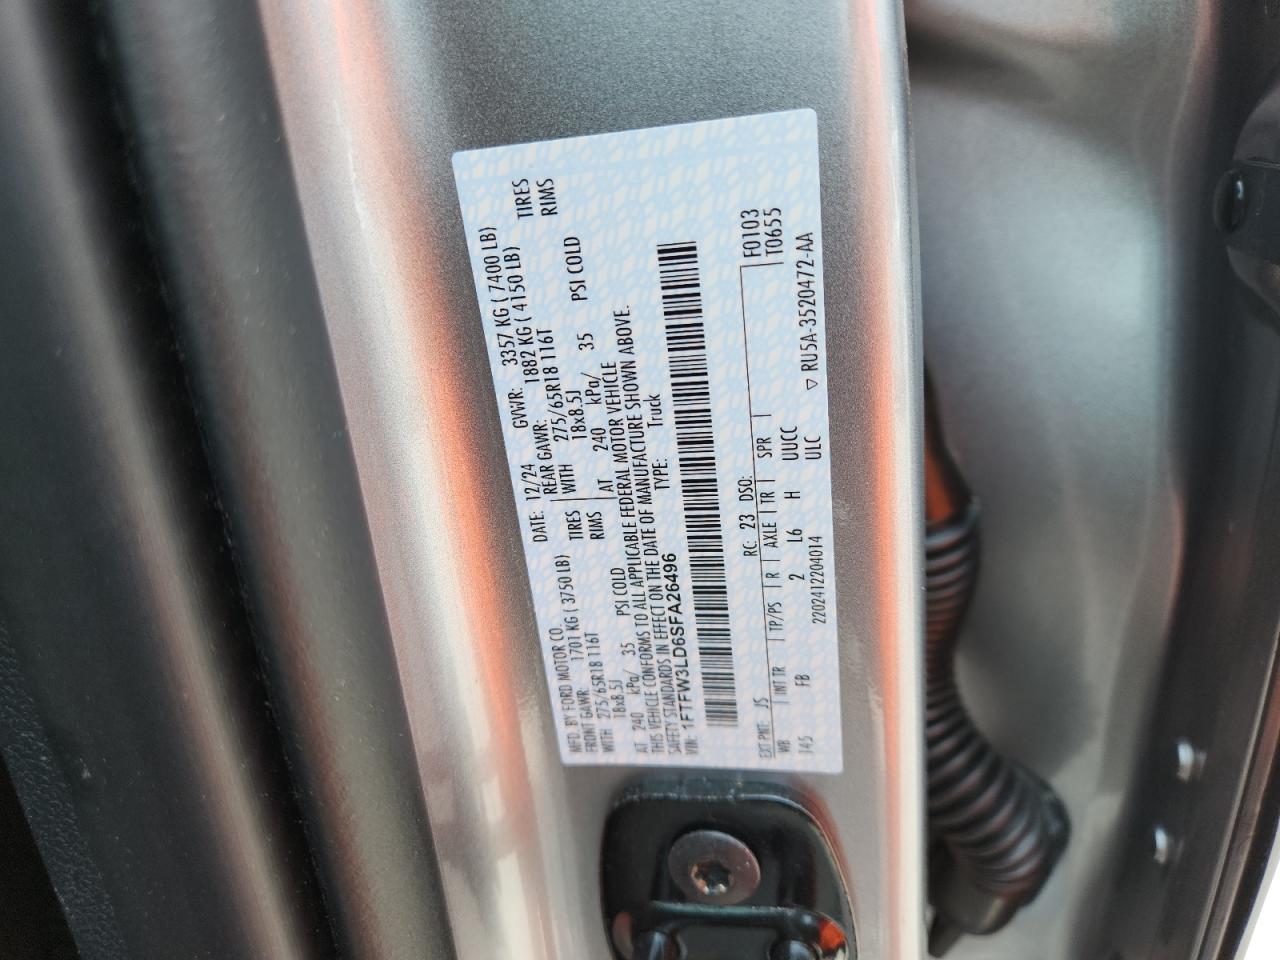 MFD. BY FORD MOTOR CO.
DATE: 12/24 GVWR: 3357 KG ( 7400 LB)
FRONT GAWR: 1701 KG ( 3750 LB) REAR GAWR: 1882 KG ( 4150 LB)
WITH 275/65R18 116T TIRES WITH 275/65R18 116T TIRES
18x8.5J RIMS 18x8.5J RIMS
AT 240 kPa/ 35 PSI COLD AT 240 kPa/ 35 PSI COLD
THIS VEHICLE CONFORMS TO ALL APPLICABLE FEDERAL MOTOR VEHICLE
SAFETY STANDARDS IN EFFECT ON THE DATE OF MANUFACTURE SHOWN ABOVE.
VIN: 1FTFW3LD6SFA26496 TYPE: Truck
F0103
EXT PNT: JS RC: 23 DSO: T0655
WB INT TR TP/PS R AXLE TR SPR
145 FB 2 L6 H UUCC
2202412204014 ULC ▽ RU5A-3520472-AA